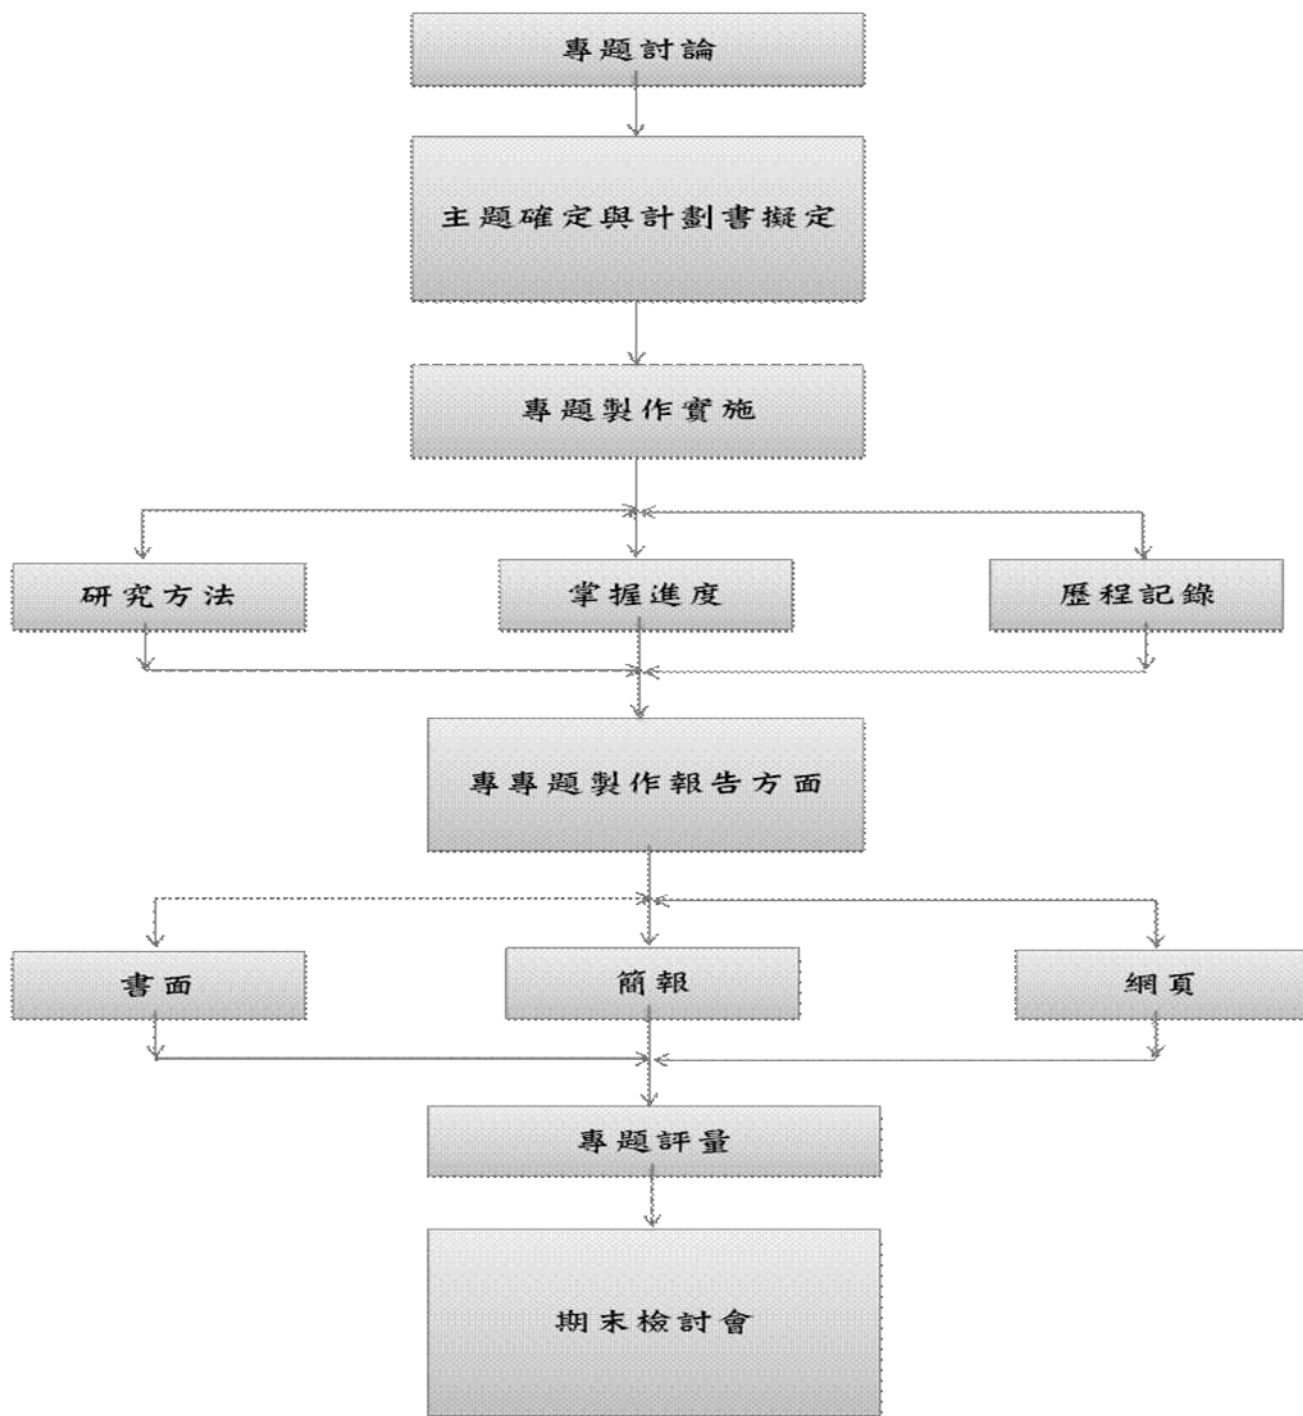 專題討論
主題確定與計劃書擬定
專題製作實施
研究方法
掌握進度
歷程記錄
專專題製作報告方面
書面
簡報
網頁
專題評量
期末檢討會